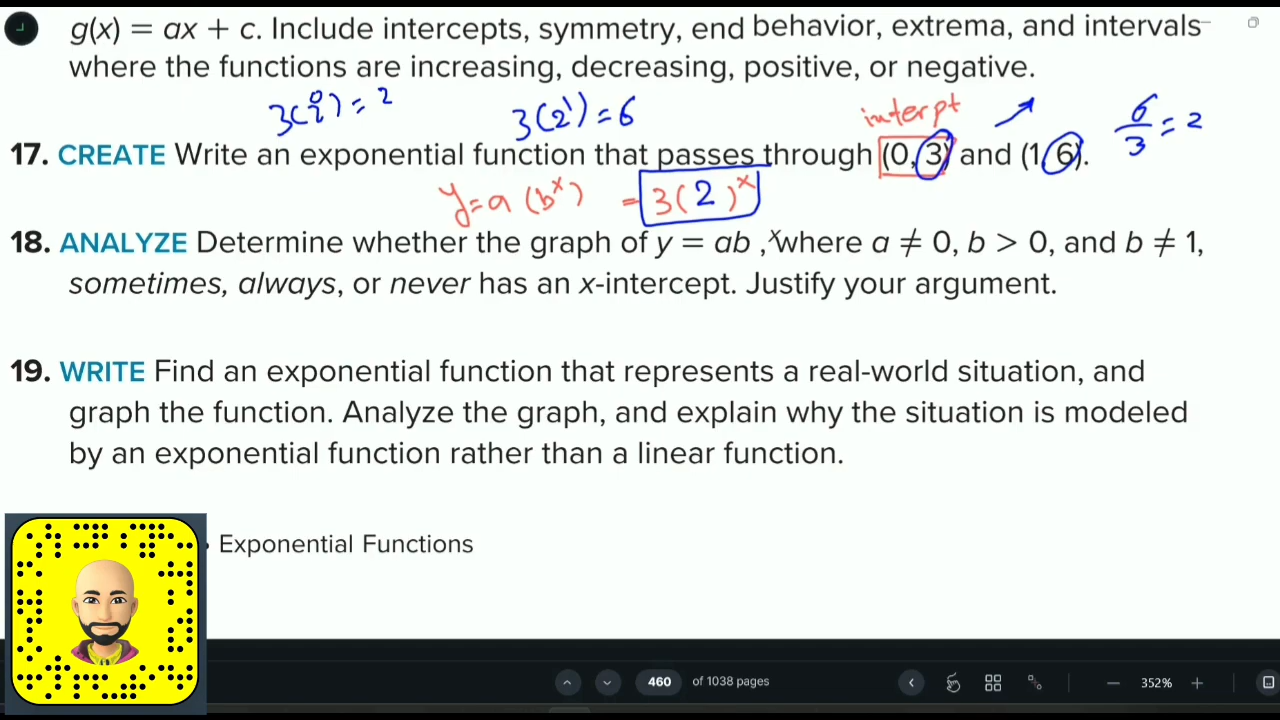 g(x) = ax + c. Include intercepts, symmetry, end behavior, extrema, and intervals
where the functions are increasing, decreasing, positive, or negative.
3(2⁰) = 2
3(2¹) = 6
interpt
6/3 = 2
17. CREATE Write an exponential function that passes through (0, 3) and (1, 6).
y = a (bˣ) = 3(2)ˣ
18. ANALYZE Determine whether the graph of y = ab ,ˣ where a ≠ 0, b > 0, and b ≠ 1,
sometimes, always, or never has an x-intercept. Justify your argument.
19. WRITE Find an exponential function that represents a real-world situation, and
graph the function. Analyze the graph, and explain why the situation is modeled
by an exponential function rather than a linear function.
• Exponential Functions
460 of 1038 pages
352%